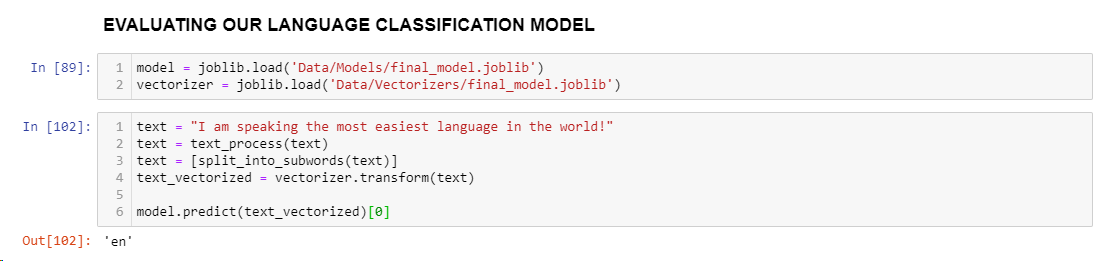 EVALUATING OUR LANGUAGE CLASSIFICATION MODEL
In [89]:
1 model = joblib.load('Data/Models/final_model.joblib')
2 vectorizer = joblib.load('Data/Vectorizers/final_model.joblib')
In [102]:
1 text = "I am speaking the most easiest language in the world!"
2 text = text_process(text)
3 text = [split_into_subwords(text)]
4 text_vectorized = vectorizer.transform(text)
5
6 model.predict(text_vectorized)[0]
Out[102]: 'en'